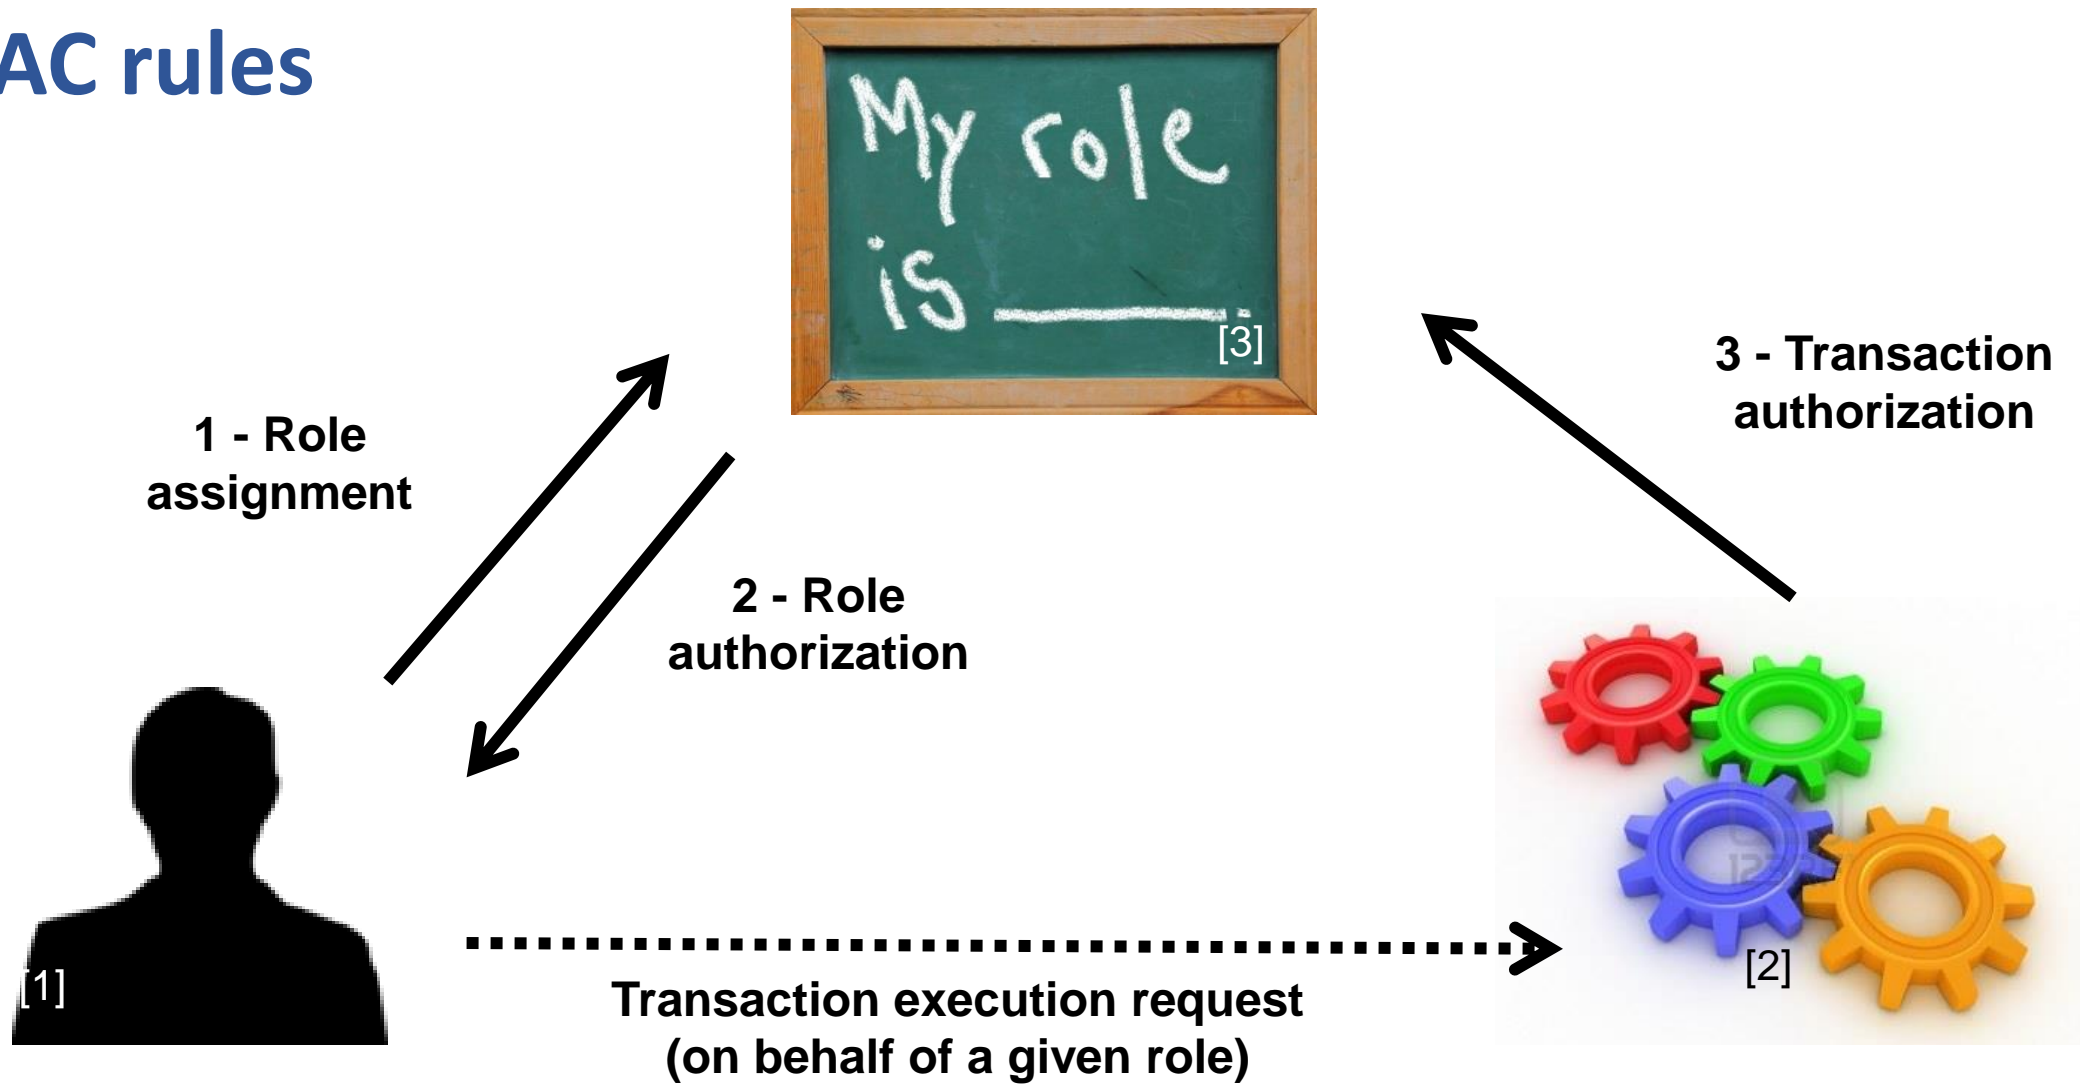 AC rules
My role
is ________.
[3]
1 - Role
assignment
2 - Role
authorization
3 - Transaction
authorization
[1]
[2]
Transaction execution request
(on behalf of a given role)